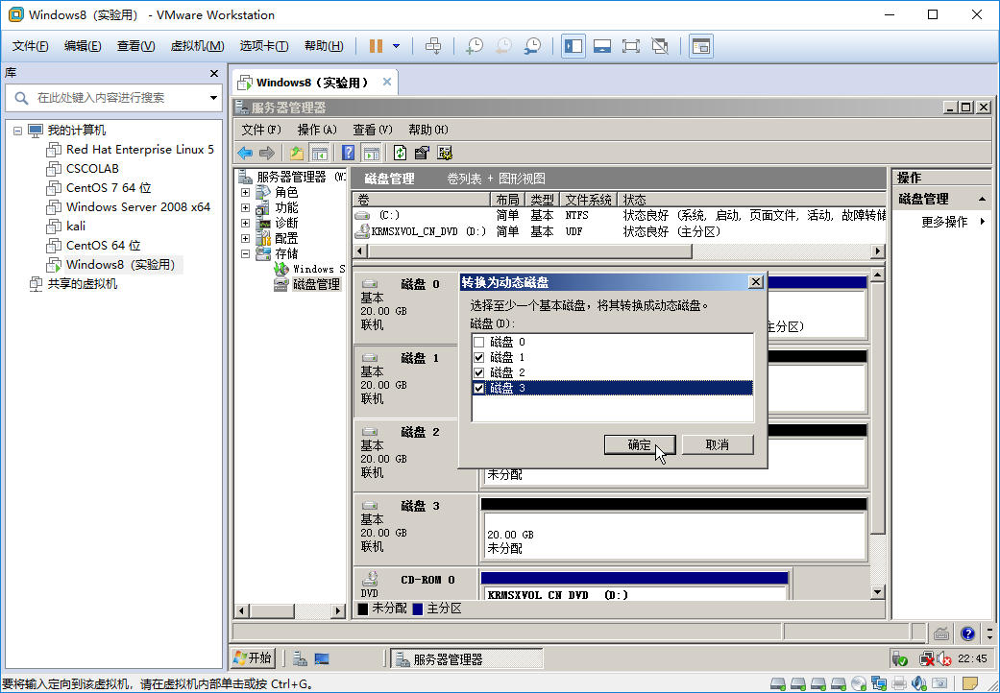 Windows8（实验用） - VMware Workstation
文件(F) 编辑(E) 查看(V) 虚拟机(M) 选项卡(T) 帮助(H)
库
在此处键入内容进行搜索
我的计算机
Red Hat Enterprise Linux 5
CSCOLAB
CentOS 7 64 位
Windows Server 2008 x64
kali
CentOS 64 位
Windows8（实验用）
共享的虚拟机
Windows8（实验用）
服务器管理器
文件(F) 操作(A) 查看(V) 帮助(H)
服务器管理器 (WI
角色
功能
诊断
配置
存储
Windows S
磁盘管理
磁盘管理 卷列表 + 图形视图
卷 布局 类型 文件系统 状态
(C:) 简单 基本 NTFS 状态良好 (系统, 启动, 页面文件, 活动, 故障转储
KRMSXVOL_CN_DVD (D:) 简单 基本 UDF 状态良好 (主分区)
磁盘 0
基本
20.00 GB
联机
主分区)
磁盘 1
基本
20.00 GB
联机
磁盘 2
基本
20.00 GB
联机
未分配
磁盘 3
基本
20.00 GB
联机
20.00 GB
未分配
CD-ROM 0
DVD
KRMSXVOL_CN_DVD (D:)
未分配 主分区
转换为动态磁盘
选择至少一个基本磁盘，将其转换成动态磁盘。
磁盘(D):
磁盘 0
磁盘 1
磁盘 2
磁盘 3
确定 取消
操作
磁盘管理
更多操作
开始
服务器管理器
22:45
要将输入定向到该虚拟机，请在虚拟机内部单击或按 Ctrl+G。